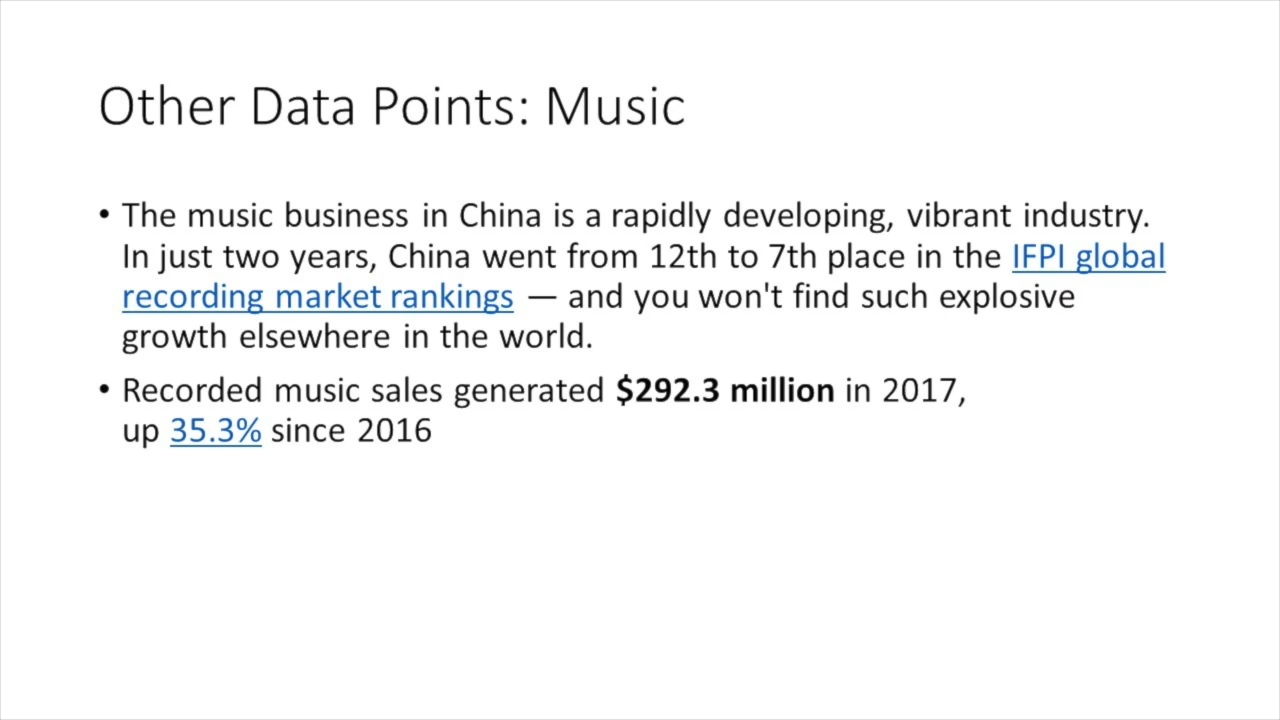 Other Data Points: Music
• The music business in China is a rapidly developing, vibrant industry.
In just two years, China went from 12th to 7th place in the IFPI global
recording market rankings — and you won't find such explosive
growth elsewhere in the world.
• Recorded music sales generated $292.3 million in 2017,
up 35.3% since 2016